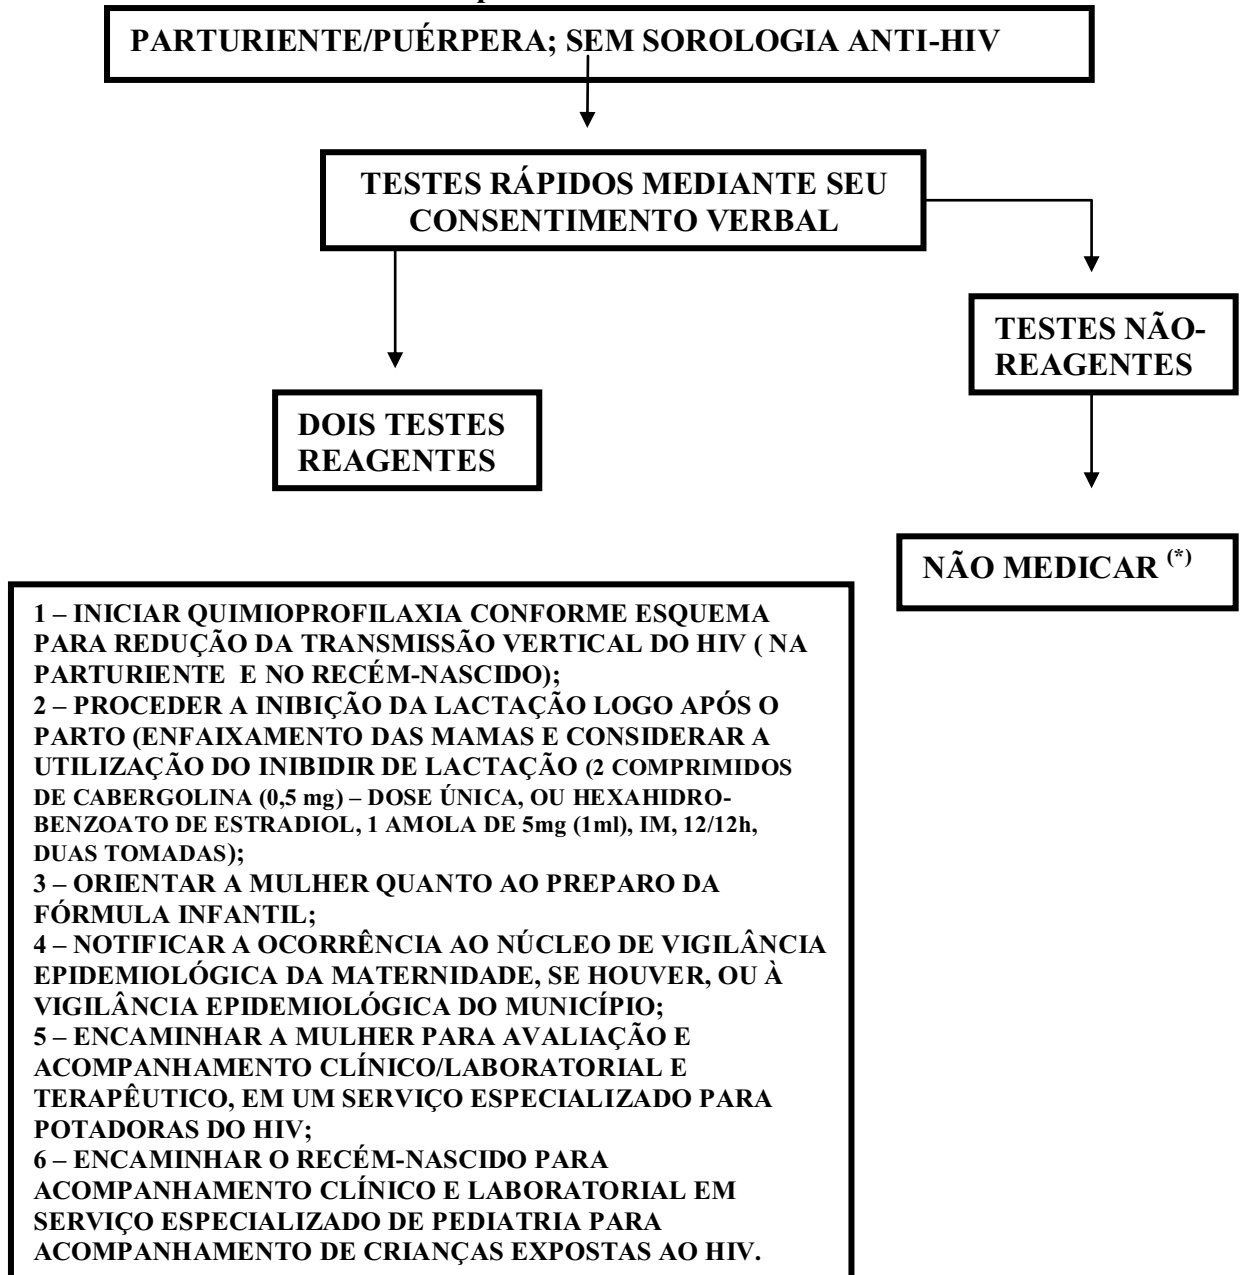 PARTURIENTE/PUÉRPERA; SEM SOROLOGIA ANTI-HIV
TESTES RÁPIDOS MEDIANTE SEU
CONSENTIMENTO VERBAL
TESTES NÃO-
REAGENTES
DOIS TESTES
REAGENTES
NÃO MEDICAR (*)
1 – INICIAR QUIMIOPROFILAXIA CONFORME ESQUEMA
PARA REDUÇÃO DA TRANSMISSÃO VERTICAL DO HIV ( NA
PARTURIENTE E NO RECÉM-NASCIDO);
2 – PROCEDER A INIBIÇÃO DA LACTAÇÃO LOGO APÓS O
PARTO (ENFAIXAMENTO DAS MAMAS E CONSIDERAR A
UTILIZAÇÃO DO INIBIDIR DE LACTAÇÃO (2 COMPRIMIDOS
DE CABERGOLINA (0,5 mg) – DOSE ÚNICA, OU HEXAHIDRO-
BENZOATO DE ESTRADIOL, 1 AMOLA DE 5mg (1ml), IM, 12/12h,
DUAS TOMADAS);
3 – ORIENTAR A MULHER QUANTO AO PREPARO DA
FÓRMULA INFANTIL;
4 – NOTIFICAR A OCORRÊNCIA AO NÚCLEO DE VIGILÂNCIA
EPIDEMIOLÓGICA DA MATERNIDADE, SE HOUVER, OU À
VIGILÂNCIA EPIDEMIOLÓGICA DO MUNICÍPIO;
5 – ENCAMINHAR A MULHER PARA AVALIAÇÃO E
ACOMPANHAMENTO CLÍNICO/LABORATORIAL E
TERAPÊUTICO, EM UM SERVIÇO ESPECIALIZADO PARA
POTADORAS DO HIV;
6 – ENCAMINHAR O RECÉM-NASCIDO PARA
ACOMPANHAMENTO CLÍNICO E LABORATORIAL EM
SERVIÇO ESPECIALIZADO DE PEDIATRIA PARA
ACOMPANHAMENTO DE CRIANÇAS EXPOSTAS AO HIV.